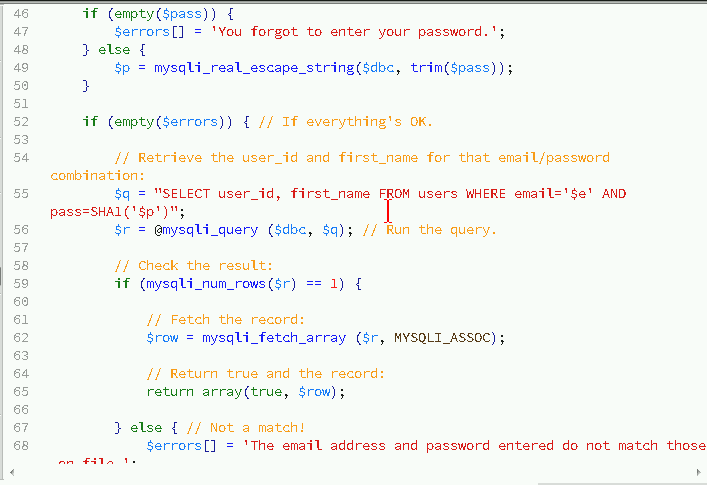 46 if (empty($pass)) {
47 $errors[] = 'You forgot to enter your password.';
48 } else {
49 $p = mysqli_real_escape_string($dbc, trim($pass));
50 }
51
52 if (empty($errors)) { // If everything's OK.
53
54 // Retrieve the user_id and first_name for that email/password
combination:
55 $q = "SELECT user_id, first_name FROM users WHERE email='$e' AND
pass=SHA1('$p')";
56 $r = @mysqli_query ($dbc, $q); // Run the query.
57
58 // Check the result:
59 if (mysqli_num_rows($r) == 1) {
60
61 // Fetch the record:
62 $row = mysqli_fetch_array ($r, MYSQLI_ASSOC);
63
64 // Return true and the record:
65 return array(true, $row);
66
67 } else { // Not a match!
68 $errors[] = 'The email address and password entered do not match those
on file.';